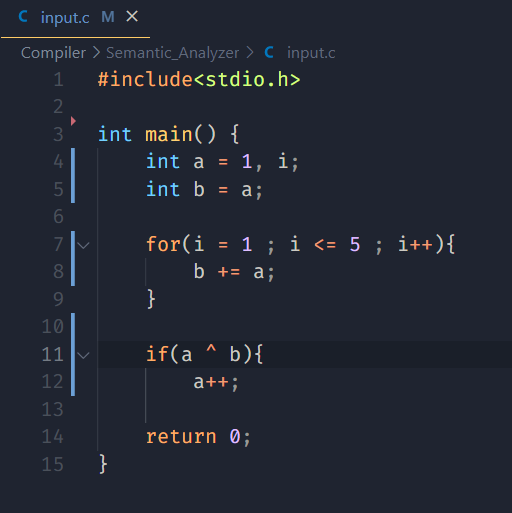 C input.c M ×
Compiler > Semantic_Analyzer > C input.c
1 #include<stdio.h>
2
3 int main() {
4     int a = 1, i;
5     int b = a;
6
7     for(i = 1 ; i <= 5 ; i++){
8         b += a;
9     }
10
11     if(a ^ b){
12         a++;
13
14     return 0;
15 }